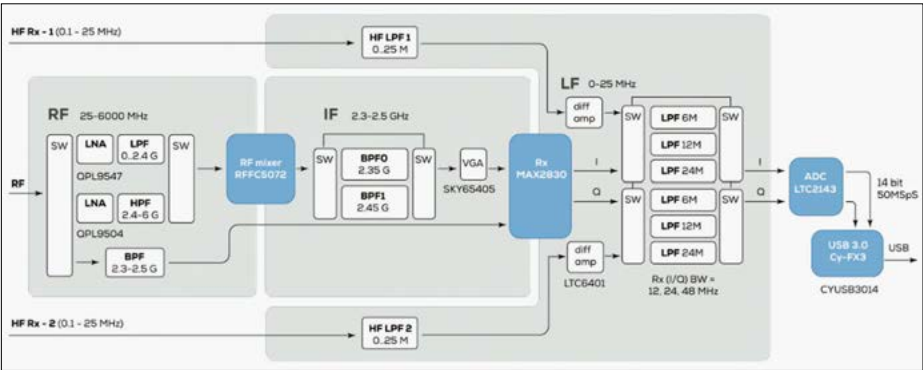 HF Rx - 1 (0.1 - 25 MHz)
HF LPF 1
0..25 M
RF 25-6000 MHz
SW
LNA
LPF
0..2.4 G
SW
QPL9547
RF
LNA
HPF
2.4-6 G
QPL9504
BPF
2.3-2.5 G
RF mixer
RFFC5072
IF 2.3-2.5 GHz
SW
BPF0
2.35 G
BPF1
2.45 G
SW
VGA
SKY65405
Rx
MAX2830
LF 0-25 MHz
diff
amp
I
Q
diff
amp
LTC6401
SW
LPF 6M
LPF 12M
LPF 24M
SW
SW
LPF 6M
LPF 12M
LPF 24M
SW
Rx (I/Q) BW =
12, 24, 48 MHz
I
Q
ADC
LTC2143
14 bit
50MSpS
USB 3.0
Cy-FX3
USB
CYUSB3014
HF Rx - 2 (0.1 - 25 MHz)
HF LPF 2
0..25 M